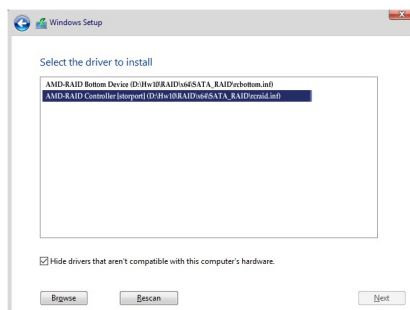 Windows Setup
Select the driver to install
AMD-RAID Bottom Device (D:\Hw10\RAID\x64\SATA_RAID\rcbottom.inf)
AMD-RAID Controller [storport] (D:\Hw10\RAID\x64\SATA_RAID\rcraid.inf)
Hide drivers that aren't compatible with this computer's hardware.
Browse Rescan Next